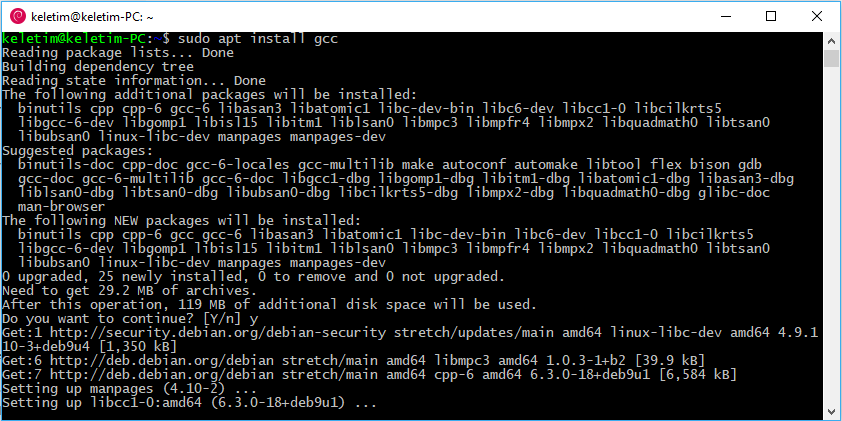 keletim@keletim-PC: ~
keletim@keletim-PC:~$ sudo apt install gcc
Reading package lists... Done
Building dependency tree
Reading state information... Done
The following additional packages will be installed:
  binutils cpp cpp-6 gcc-6 libasan3 libatomic1 libc-dev-bin libc6-dev libcc1-0 libcilkrts5
  libgcc-6-dev libgomp1 libisl15 libitm1 liblsan0 libmpc3 libmpfr4 libmpx2 libquadmath0 libtsan0
  libubsan0 linux-libc-dev manpages manpages-dev
Suggested packages:
  binutils-doc cpp-doc gcc-6-locales gcc-multilib make autoconf automake libtool flex bison gdb
  gcc-doc gcc-6-multilib gcc-6-doc libgcc1-dbg libgomp1-dbg libitm1-dbg libatomic1-dbg libasan3-dbg
  liblsan0-dbg libtsan0-dbg libubsan0-dbg libcilkrts5-dbg libmpx2-dbg libquadmath0-dbg glibc-doc
  man-browser
The following NEW packages will be installed:
  binutils cpp cpp-6 gcc gcc-6 libasan3 libatomic1 libc-dev-bin libc6-dev libcc1-0 libcilkrts5
  libgcc-6-dev libgomp1 libisl15 libitm1 liblsan0 libmpc3 libmpfr4 libmpx2 libquadmath0 libtsan0
  libubsan0 linux-libc-dev manpages manpages-dev
0 upgraded, 25 newly installed, 0 to remove and 0 not upgraded.
Need to get 29.2 MB of archives.
After this operation, 119 MB of additional disk space will be used.
Do you want to continue? [Y/n] y
Get:1 http://security.debian.org/debian-security stretch/updates/main amd64 linux-libc-dev amd64 4.9.1
10-3+deb9u4 [1,350 kB]
Get:6 http://deb.debian.org/debian stretch/main amd64 libmpc3 amd64 1.0.3-1+b2 [39.9 kB]
Get:7 http://deb.debian.org/debian stretch/main amd64 cpp-6 amd64 6.3.0-18+deb9u1 [6,584 kB]
Setting up manpages (4.10-2) ...
Setting up libcc1-0:amd64 (6.3.0-18+deb9u1) ...